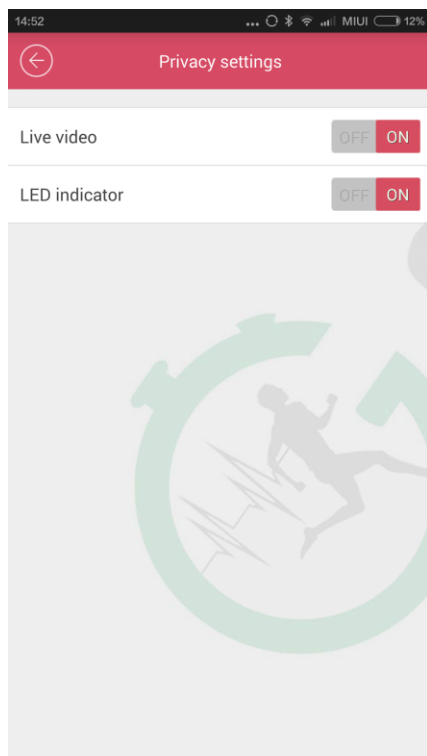 14:52 ... MIUI 12%
Privacy settings
Live video OFF ON
LED indicator OFF ON